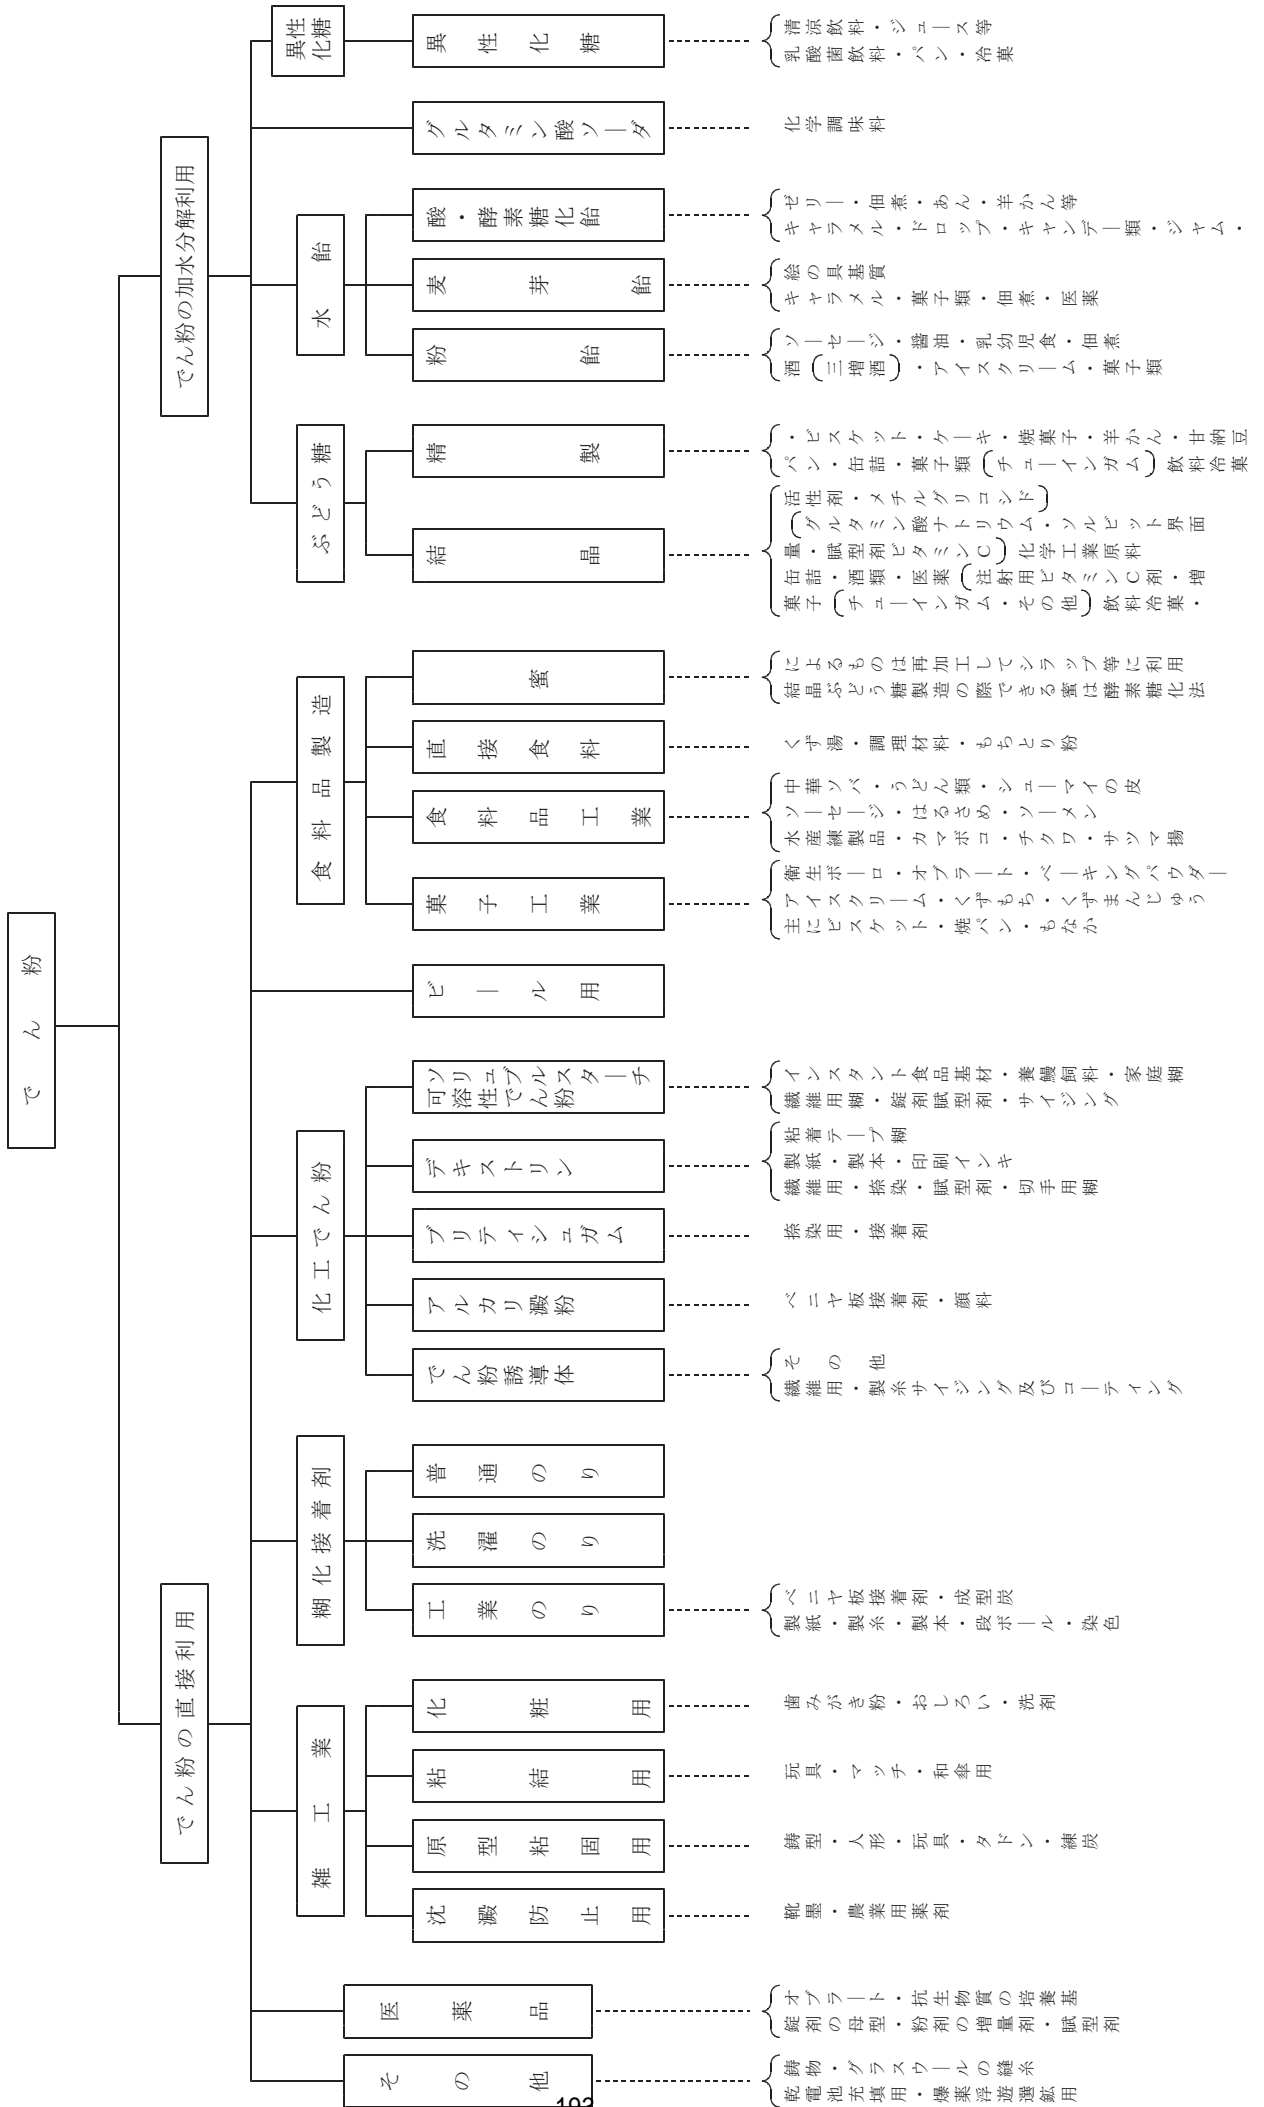 でん粉
でん粉の加水分解利用
異性
化糖
異性化糖
乳酸菌飲料・パン・冷菓
清涼飲料・ジュース等
グルタミン酸ソーダ
化学調味料
水飴
酸・酵素糖化飴
キャラメル・ドロップ・キャンデー類・ジャム・
ゼリー・佃煮・あん・羊かん等
麦芽飴
キャラメル・菓子類・佃煮・医薬
絵の具基質
粉飴
酒(三増酒)・アイスクリーム・菓子類
ソーセージ・醤油・乳幼児食・佃煮
ぶどう糖
精製
パン・缶詰・菓子類(チューインガム)飲料冷菓
・ビスケット・ケーキ・焼菓子・羊かん・甘納豆
結晶
菓子(チューインガム・その他)飲料冷菓・
缶詰・酒類・医薬(注射用ビタミンC剤・増
量・賦型剤ビタミンC)化学工業原料
(グルタミン酸ナトリウム・ソルビット界面
活性剤・メチルグリコシド)
でん粉の直接利用
食料品製造
蜜
結晶ぶどう糖製造の際できる蜜は酵素糖化法
によるものは再加工してシラップ等に利用
直接食料
くず湯・調理材料・もちとり粉
食料品工業
水産練製品・カマボコ・チクワ・サツマ揚
ソーセージ・はるさめ・ソーメン
中華ソバ・うどん類・シューマイの皮
菓子工業
主にビスケット・焼パン・もなか
アイスクリーム・くずもち・くずまんじゅう
衛生ボーロ・オブラート・ベーキングパウダー
ビール用
化工でん粉
可溶性でん粉
ソリュブルスターチ
繊維用糊・錠剤賦型剤・サイジング
インスタント食品基材・養鰻飼料・家庭糊
デキストリン
繊維用・捺染・賦型剤・切手用糊
製紙・製本・印刷インキ
粘着テープ糊
ブリティシュガム
捺染用・接着剤
アルカリ澱粉
ベニヤ板接着剤・顔料
でん粉誘導体
繊維用・製糸サイジング及びコーティング
その他
糊化接着剤
普通のり
洗濯のり
工業のり
製紙・製糸・製本・段ボール・染色
ベニヤ板接着剤・成型炭
雑工業
化粧用
歯みがき粉・おしろい・洗剤
粘結用
玩具・マッチ・和傘用
原型粘固用
鋳型・人形・玩具・タドン・練炭
沈澱防止用
靴墨・農業用薬剤
医薬品
錠剤の母型・粉剤の増量剤・賦型剤
オブラート・抗生物質の培養基
その他
乾電池充填用・爆薬浮遊選鉱用
鋳物・グラスウールの縫糸
193